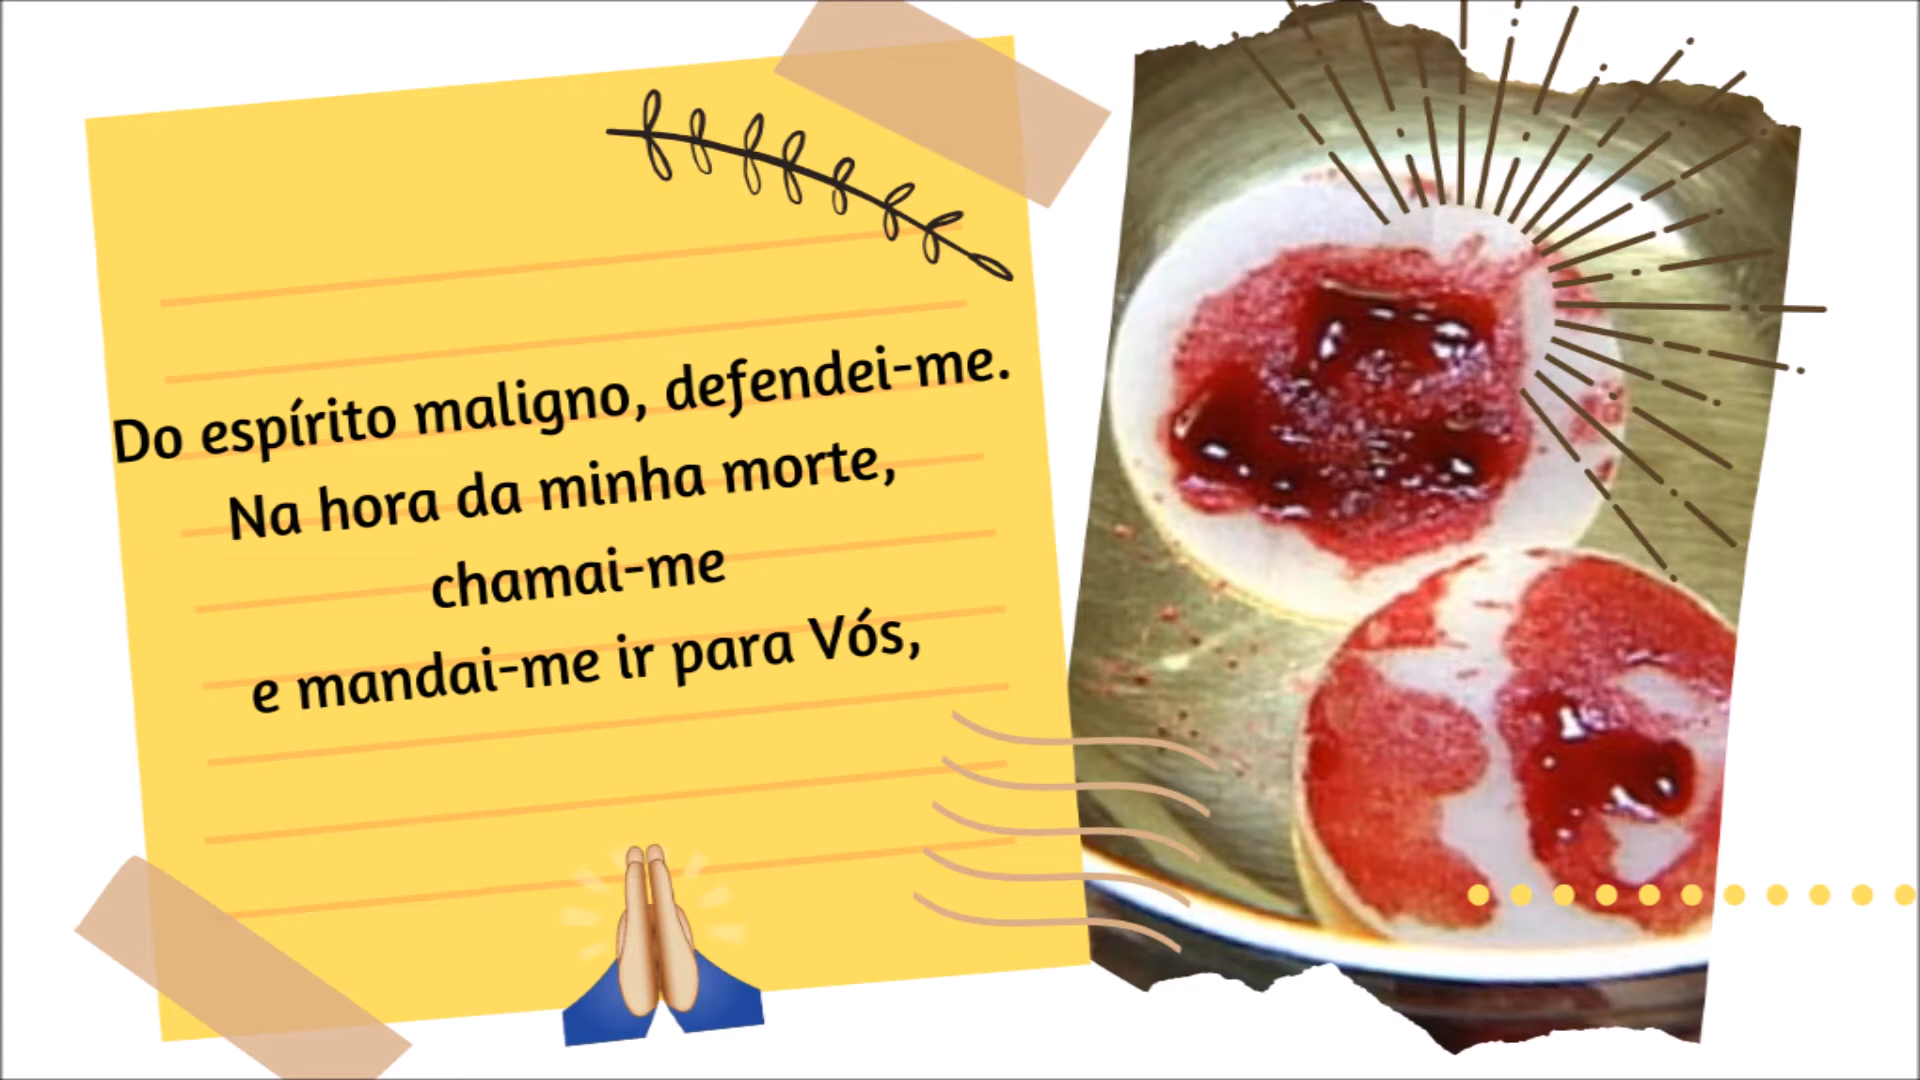 Do espírito maligno, defendei-me.
Na hora da minha morte,
chamai-me
e mandai-me ir para Vós,